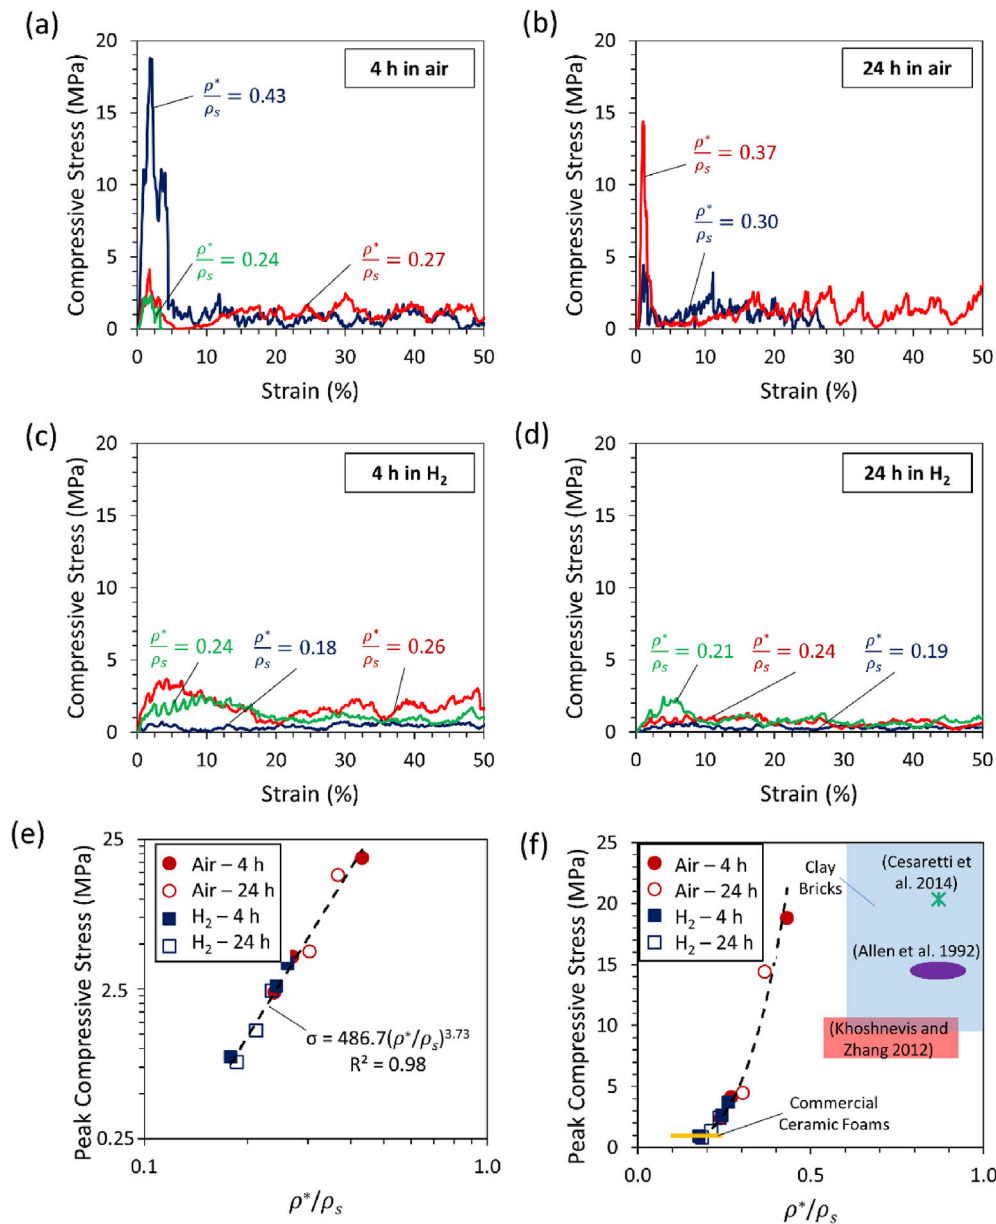 (a)
20
15
10
5
0
Compressive Stress (MPa)
4 h in air
ρ*/ρs = 0.43
ρ*/ρs = 0.24
ρ*/ρs = 0.27
0 10 20 30 40 50
Strain (%)
(b)
20
15
10
5
0
Compressive Stress (MPa)
24 h in air
ρ*/ρs = 0.37
ρ*/ρs = 0.30
0 10 20 30 40 50
Strain (%)
(c)
20
15
10
5
0
Compressive Stress (MPa)
4 h in H2
ρ*/ρs = 0.24
ρ*/ρs = 0.18
ρ*/ρs = 0.26
0 10 20 30 40 50
Strain (%)
(d)
20
15
10
5
0
Compressive Stress (MPa)
24 h in H2
ρ*/ρs = 0.21
ρ*/ρs = 0.24
ρ*/ρs = 0.19
0 10 20 30 40 50
Strain (%)
(e)
25
2.5
0.25
Peak Compressive Stress (MPa)
Air – 4 h
Air – 24 h
H2 – 4 h
H2 – 24 h
σ = 486.7(ρ*/ρs)^3.73
R² = 0.98
0.1 1.0
ρ*/ρs
(f)
25
20
15
10
5
0
Peak Compressive Stress (MPa)
Air – 4 h
Air – 24 h
H2 – 4 h
H2 – 24 h
Clay
Bricks
(Cesaretti et
al. 2014)
(Allen et al. 1992)
(Khoshnevis and
Zhang 2012)
Commercial
Ceramic Foams
0.0 0.5 1.0
ρ*/ρs